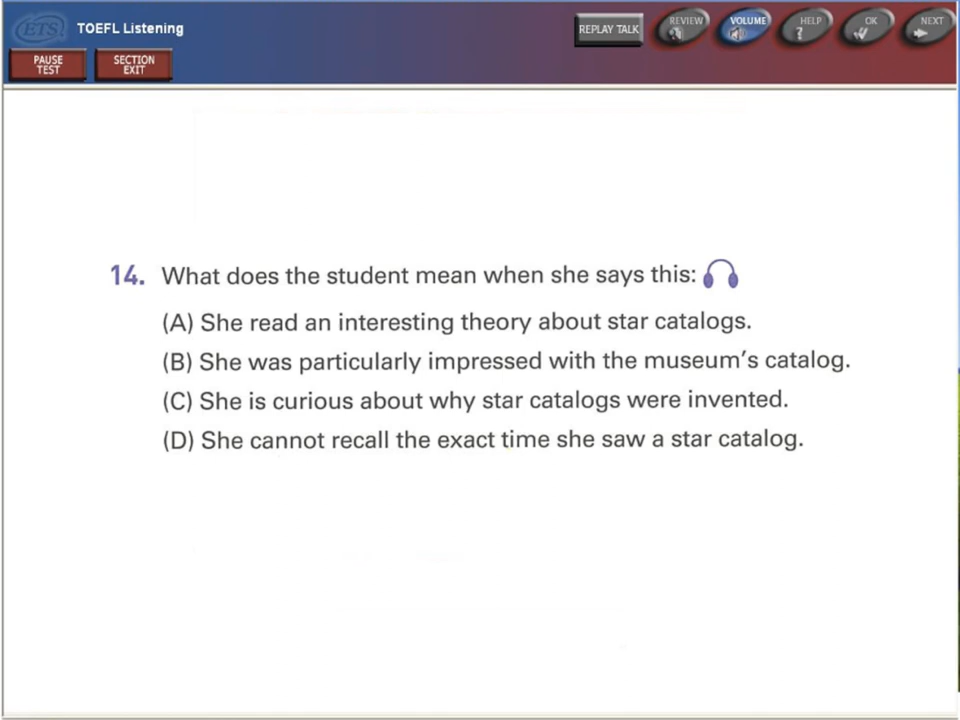 ETS
TOEFL Listening
REPLAY TALK
REVIEW
VOLUME
HELP
?
OK
NEXT
PAUSE
TEST
SECTION
EXIT
14. What does the student mean when she says this:
(A) She read an interesting theory about star catalogs.
(B) She was particularly impressed with the museum's catalog.
(C) She is curious about why star catalogs were invented.
(D) She cannot recall the exact time she saw a star catalog.